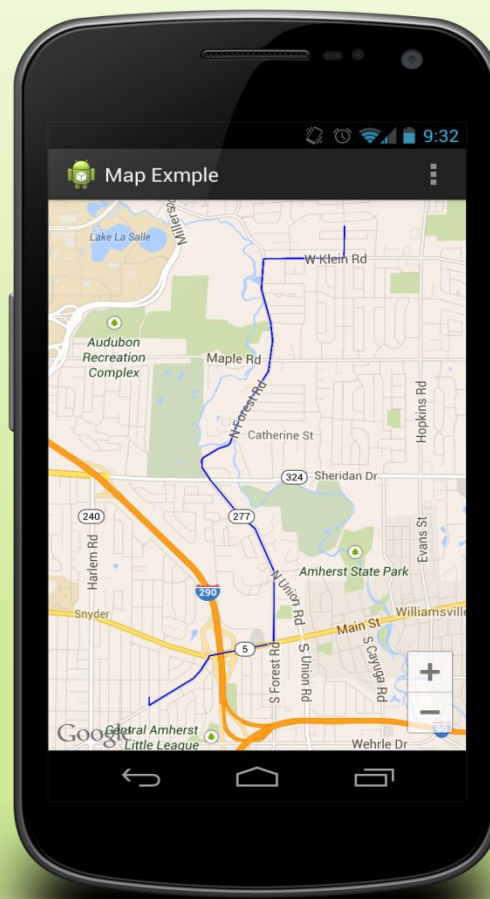 9:32
Map Exmple
Millersp
Lake La Salle
W Klein Rd
Audubon
Recreation
Complex
Maple Rd
Hopkins Rd
N Forest Rd
Catherine St
324
Sheridan Dr
240
277
Harlem Rd
Evans St
Amherst State Park
290
N Union Rd
Snyder
Williamsville
Main St
5
S Forest Rd
S Union Rd
S Cayuga Rd
+
−
Google
Central Amherst
Little League
Wehrle Dr
90